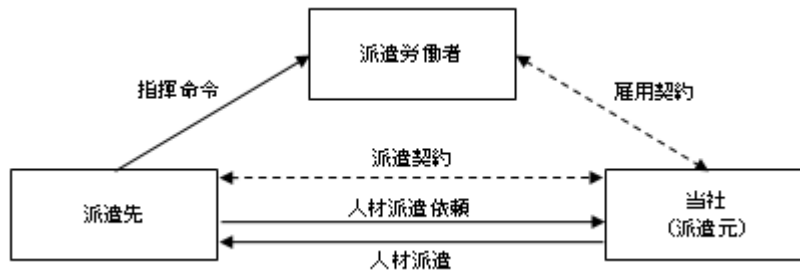 派遣労働者
指揮命令
雇用契約
派遣契約
派遣先
人材派遣依頼
当社
(派遣元)
人材派遣